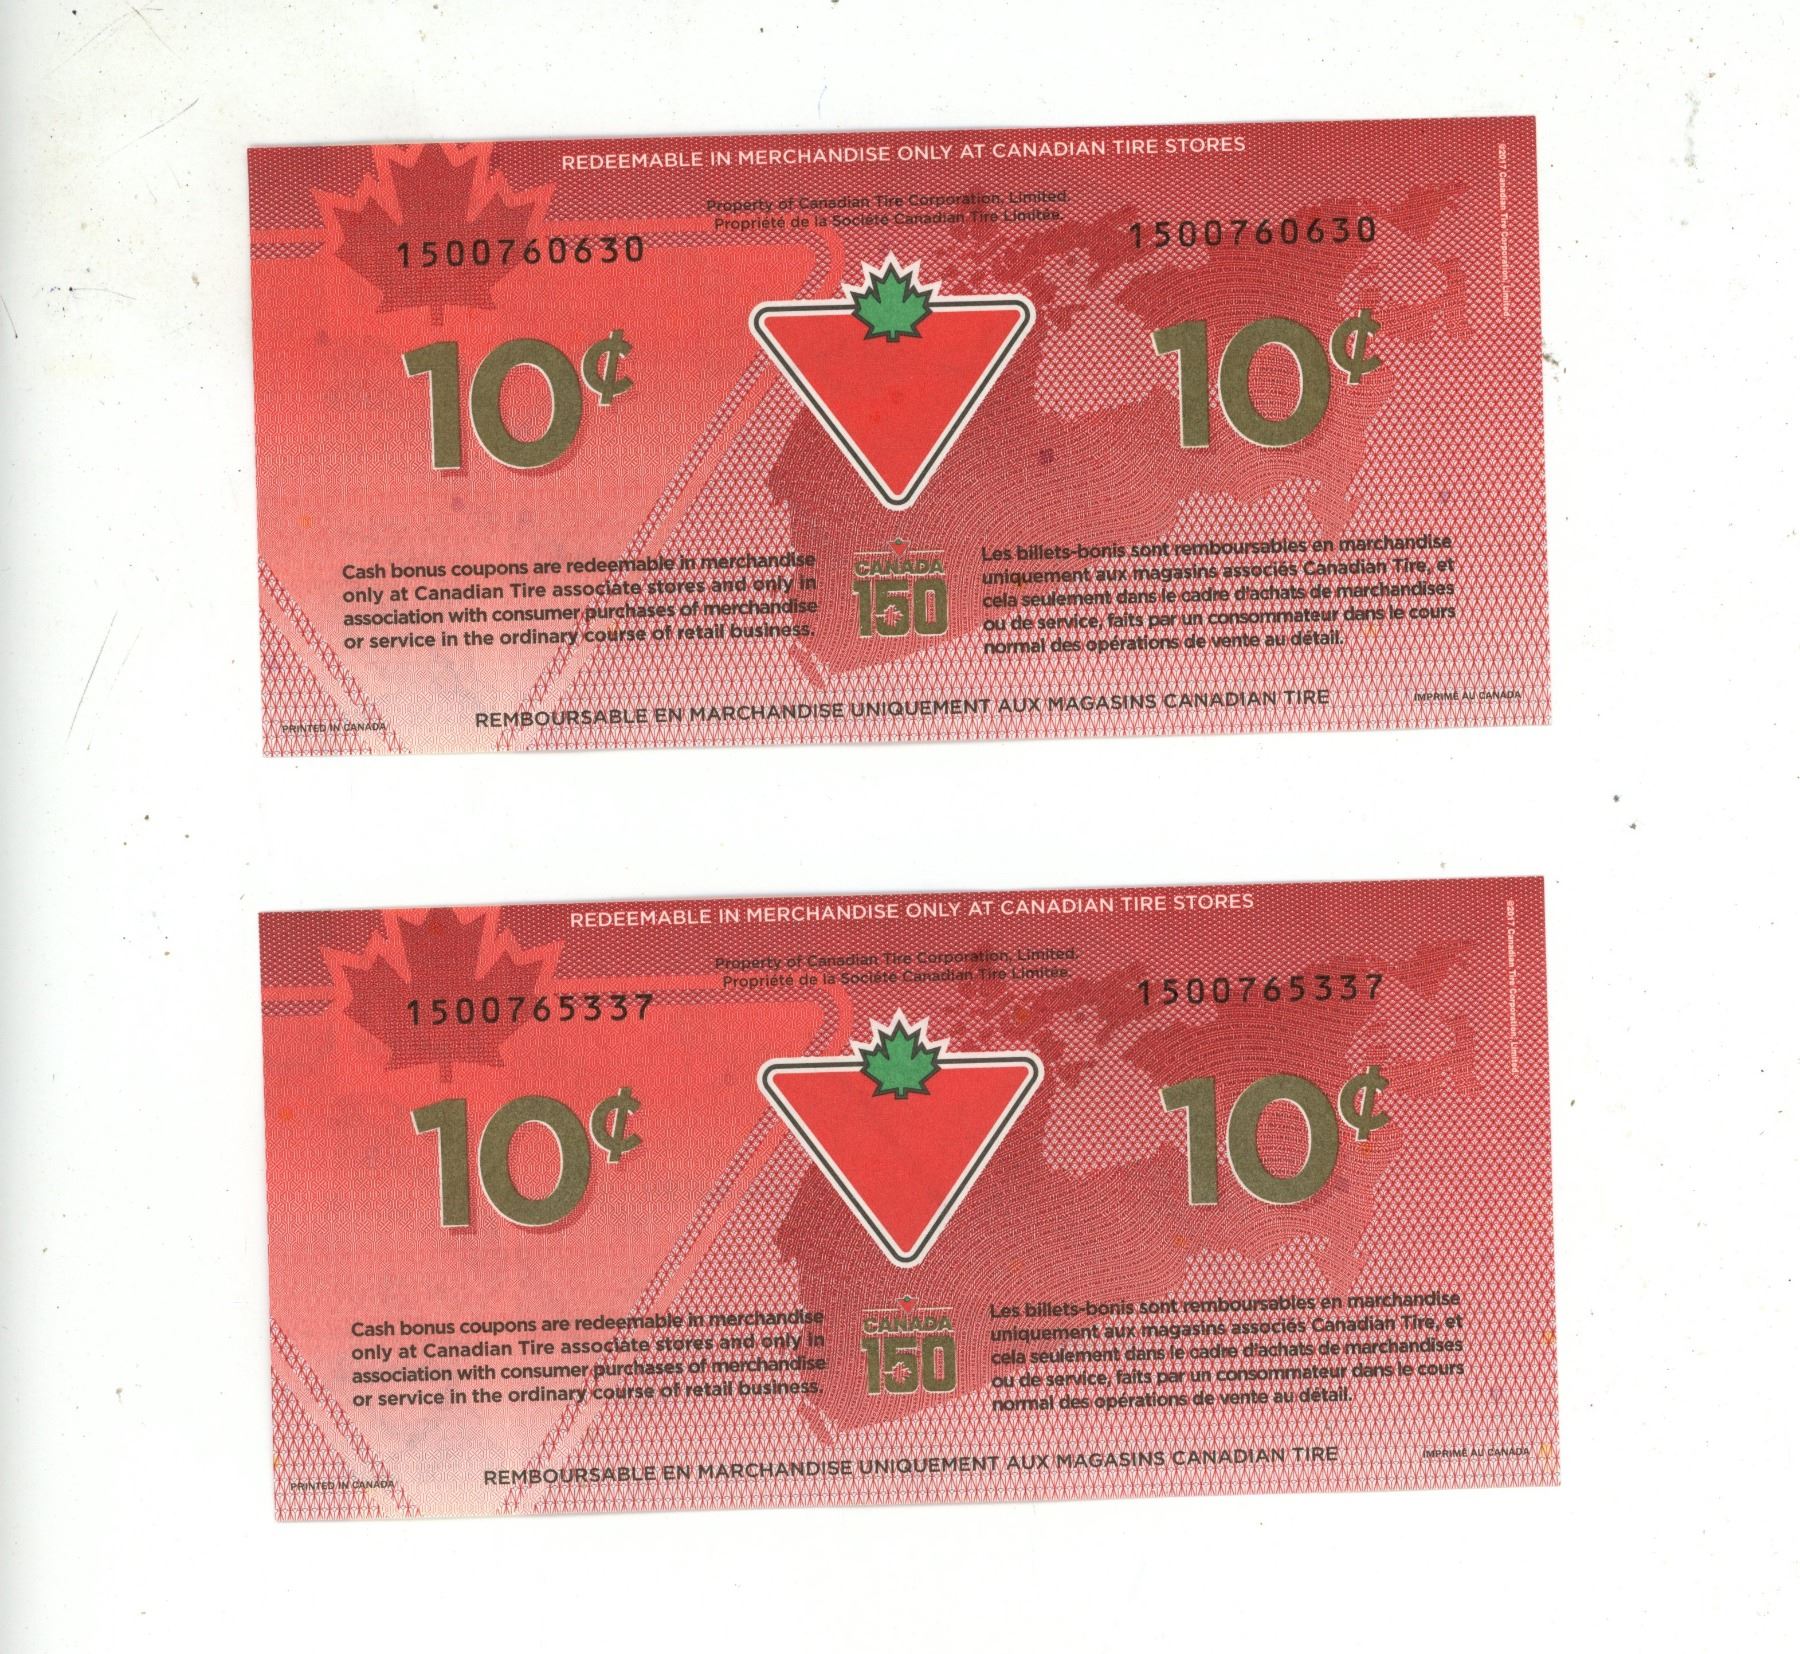 REDEEMABLE IN MERCHANDISE ONLY AT CANADIAN TIRE STORES
Property of Canadian Tire Corporation, Limited.
Propriété de la Société Canadian Tire Limitée.
1500760630
1500760630
©2017 Canadian Tire Corporation Limited
10¢
10¢
Cash bonus coupons are redeemable in merchandise
only at Canadian Tire associate stores and only in
association with consumer purchases of merchandise
or service in the ordinary course of retail business.
CANADA
150
Les billets-bonis sont remboursables en marchandise
uniquement aux magasins associés Canadian Tire, et
cela seulement dans le cadre d'achats de marchandises
ou de service, faits par un consommateur dans le cours
normal des opérations de vente au détail.
PRINTED IN CANADA
REMBOURSABLE EN MARCHANDISE UNIQUEMENT AUX MAGASINS CANADIAN TIRE
IMPRIMÉ AU CANADA
REDEEMABLE IN MERCHANDISE ONLY AT CANADIAN TIRE STORES
Property of Canadian Tire Corporation, Limited.
Propriété de la Société Canadian Tire Limitée.
1500765337
1500765337
©2017 Canadian Tire Corporation Limited
10¢
10¢
Cash bonus coupons are redeemable in merchandise
only at Canadian Tire associate stores and only in
association with consumer purchases of merchandise
or service in the ordinary course of retail business.
CANADA
150
Les billets-bonis sont remboursables en marchandise
uniquement aux magasins associés Canadian Tire, et
cela seulement dans le cadre d'achats de marchandises
ou de service, faits par un consommateur dans le cours
normal des opérations de vente au détail.
PRINTED IN CANADA
REMBOURSABLE EN MARCHANDISE UNIQUEMENT AUX MAGASINS CANADIAN TIRE
IMPRIMÉ AU CANADA